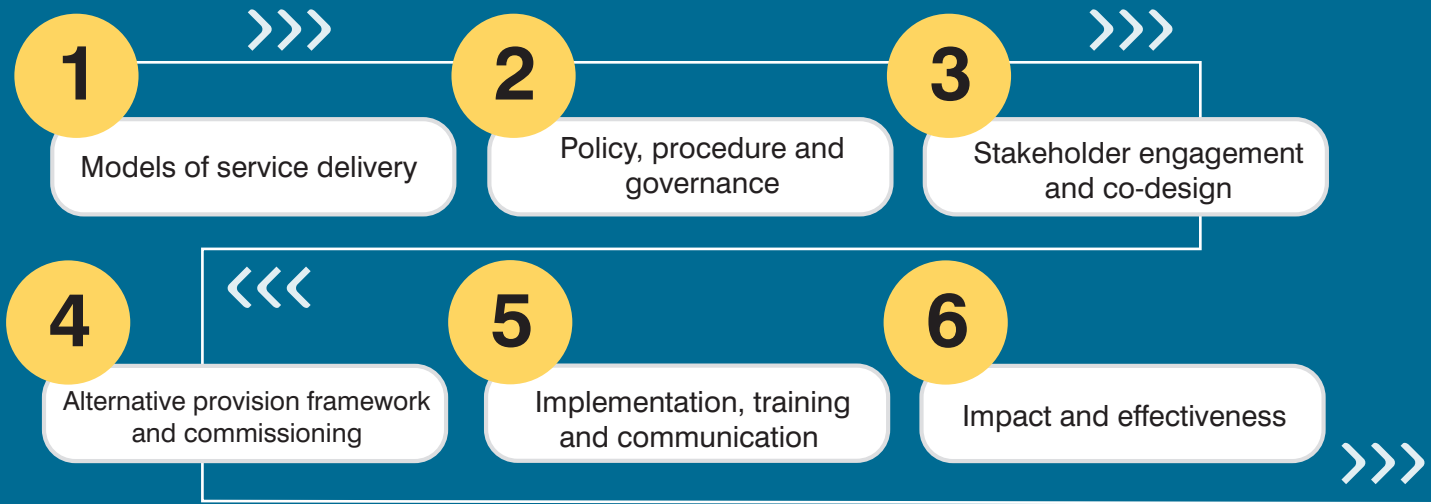 1
Models of service delivery
2
Policy, procedure and
governance
3
Stakeholder engagement
and co-design
4
Alternative provision framework
and commissioning
5
Implementation, training
and communication
6
Impact and effectiveness